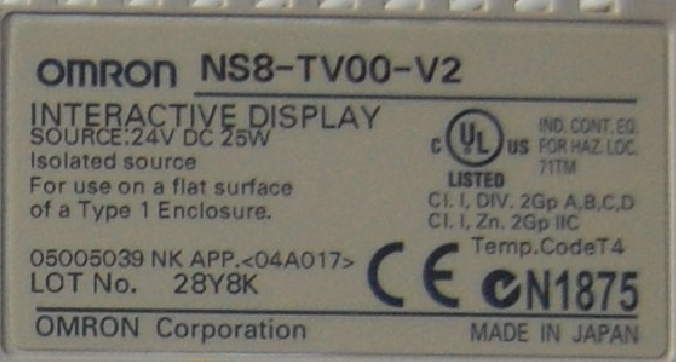 OMRON NS8-TV00-V2
INTERACTIVE DISPLAY
SOURCE:24V DC 25W
Isolated source
For use on a flat surface
of a Type 1 Enclosure.
C UL US
LISTED
IND. CONT. EQ.
FOR HAZ. LOC.
71TM
Cl. I, DIV. 2Gp A,B,C,D
Cl. I, Zn. 2Gp IIC
Temp.CodeT4
05005039 NK APP.<04A017>
LOT No. 28Y8K
CE N1875
OMRON Corporation
MADE IN JAPAN